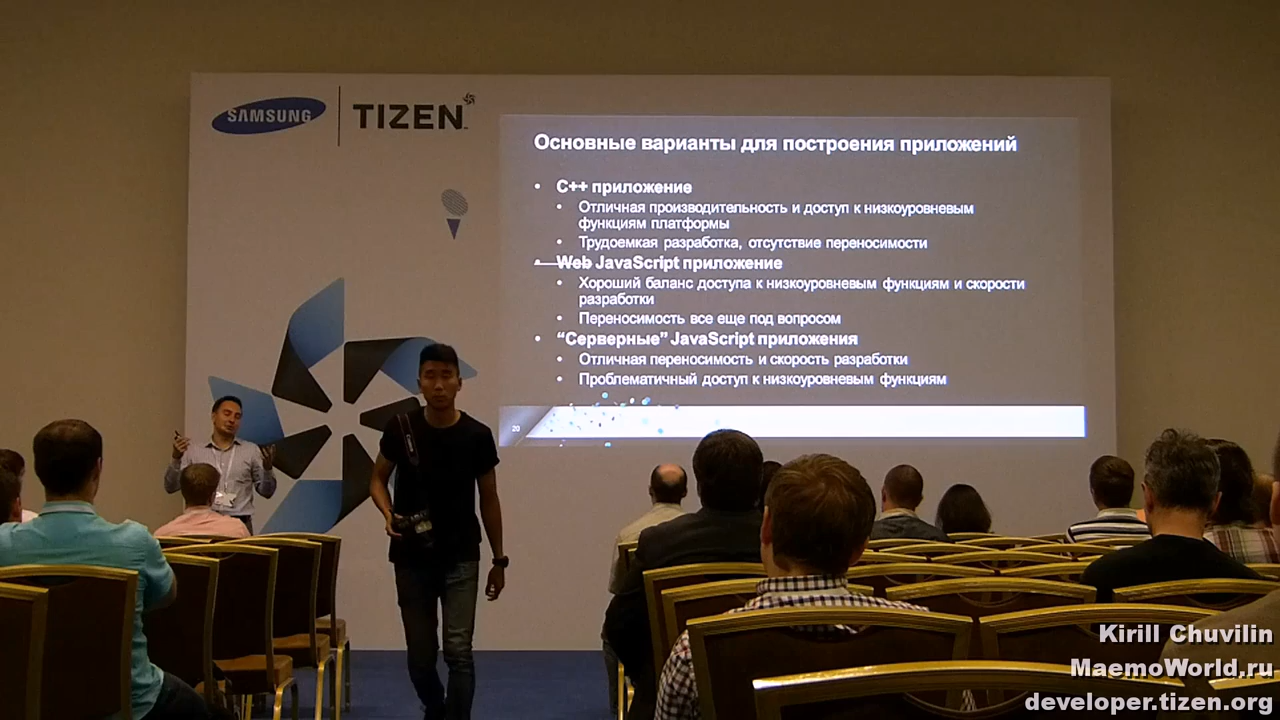 SAMSUNG
TIZEN
Основные варианты для построения приложений
• C++ приложение
• Отличная производительность и доступ к низкоуровневым
функциям платформы
• Трудоемкая разработка, отсутствие переносимости
• Web JavaScript приложение
• Хороший баланс доступа к низкоуровневым функциям и скорости
разработки
• Переносимость все еще под вопросом
• “Серверные” JavaScript приложения
• Отличная переносимость и скорость разработки
• Проблематичный доступ к низкоуровневым функциям
20
Kirill Chuvilin
MaemoWorld.ru
developer.tizen.org